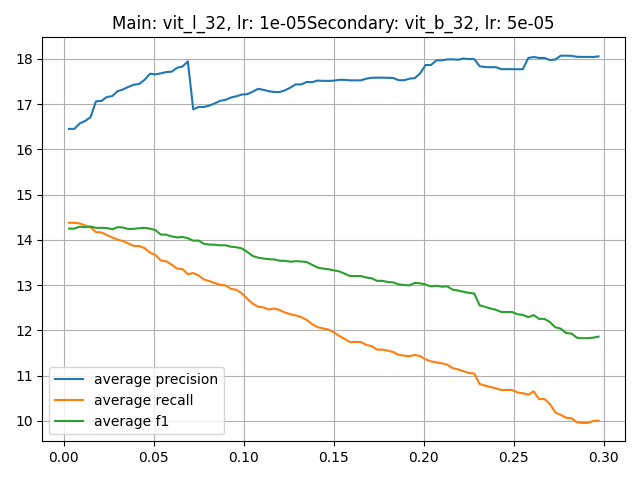 Main: vit_l_32, lr: 1e-05Secondary: vit_b_32, lr: 5e-05
18
17
16
15
14
13
12
11
10
average precision
average recall
average f1
0.00 0.05 0.10 0.15 0.20 0.25 0.30